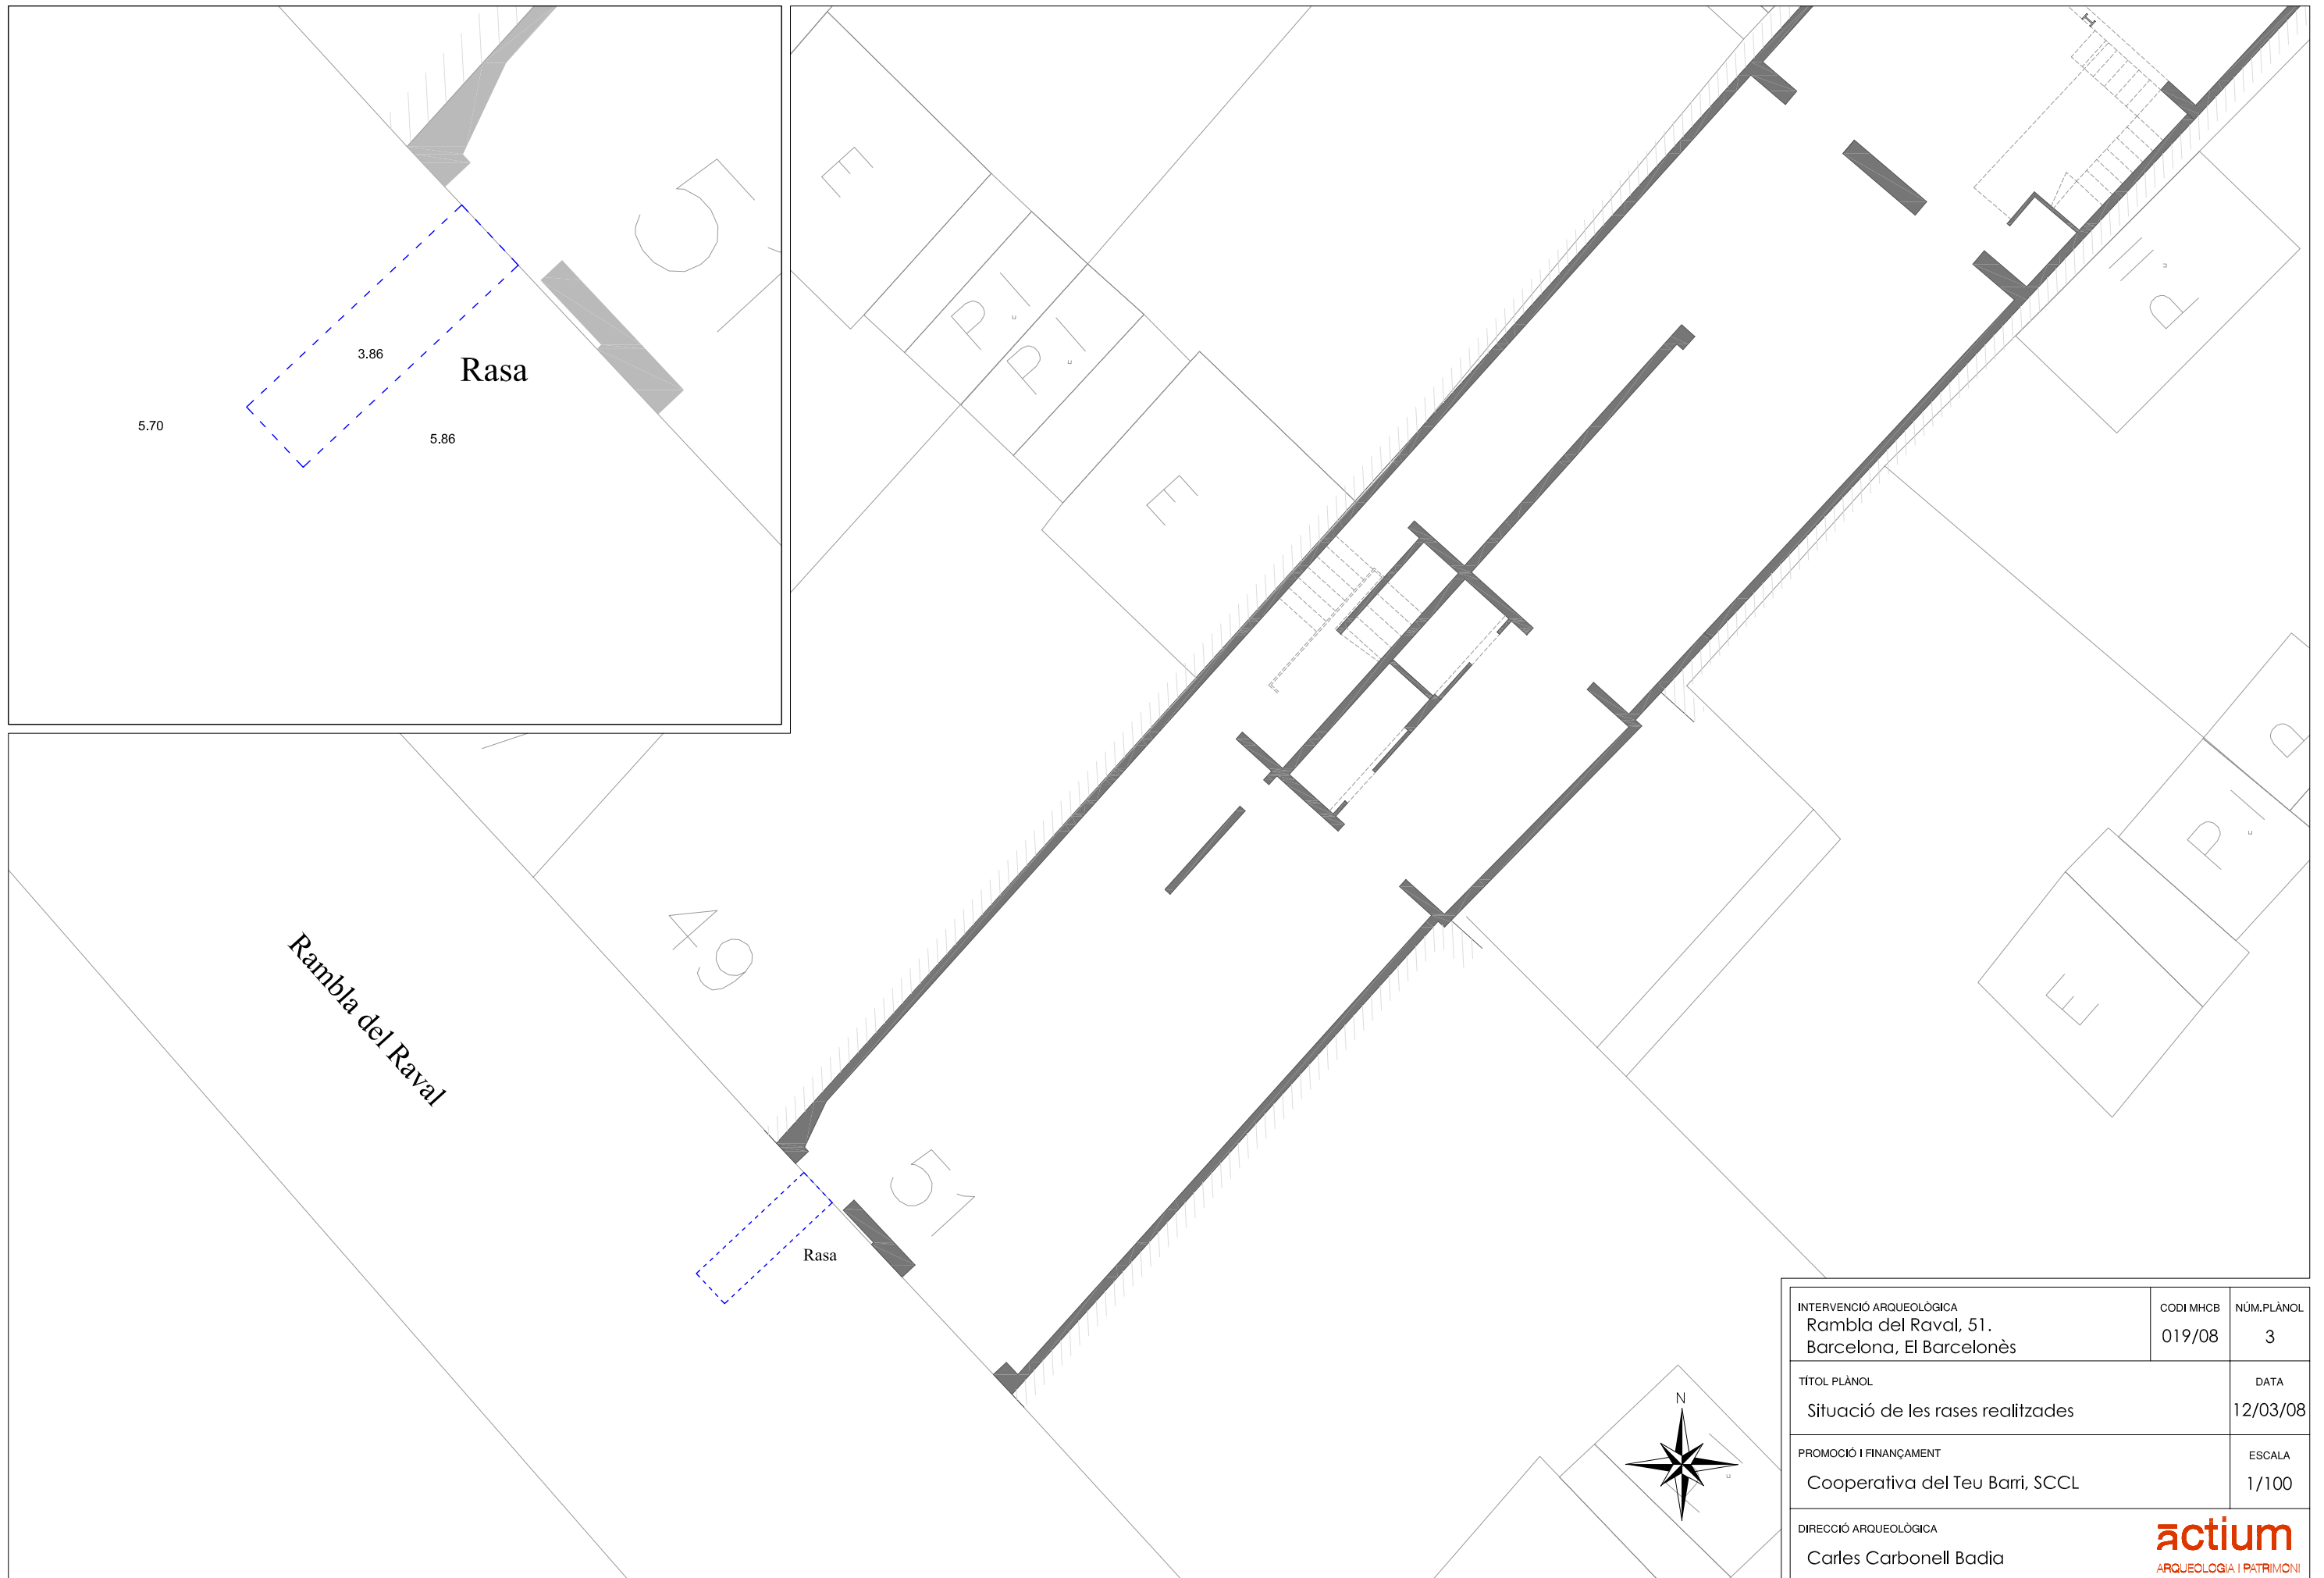 5
3.86
Rasa
5.70
5.86
E
P.I
P.I
E
H
P
P
P.I
E
49
Rambla del Raval
51
Rasa
N
INTERVENCIÓ ARQUEOLÒGICA
Rambla del Raval, 51.
Barcelona, El Barcelonès
CODI MHCB
019/08
NÚM.PLÀNOL
3
TÍTOL PLÀNOL
Situació de les rases realitzades
DATA
12/03/08
PROMOCIÓ I FINANÇAMENT
Cooperativa del Teu Barri, SCCL
ESCALA
1/100
DIRECCIÓ ARQUEOLÒGICA
Carles Carbonell Badia
actium
ARQUEOLOGIA I PATRIMONI